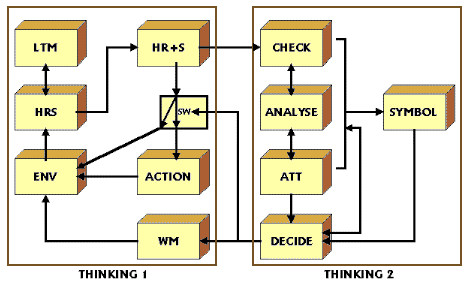 LTM
HR+S
CHECK
HRS
SW
ANALYSE
SYMBOL
ENV
ACTION
ATT
WM
DECIDE
THINKING 1
THINKING 2